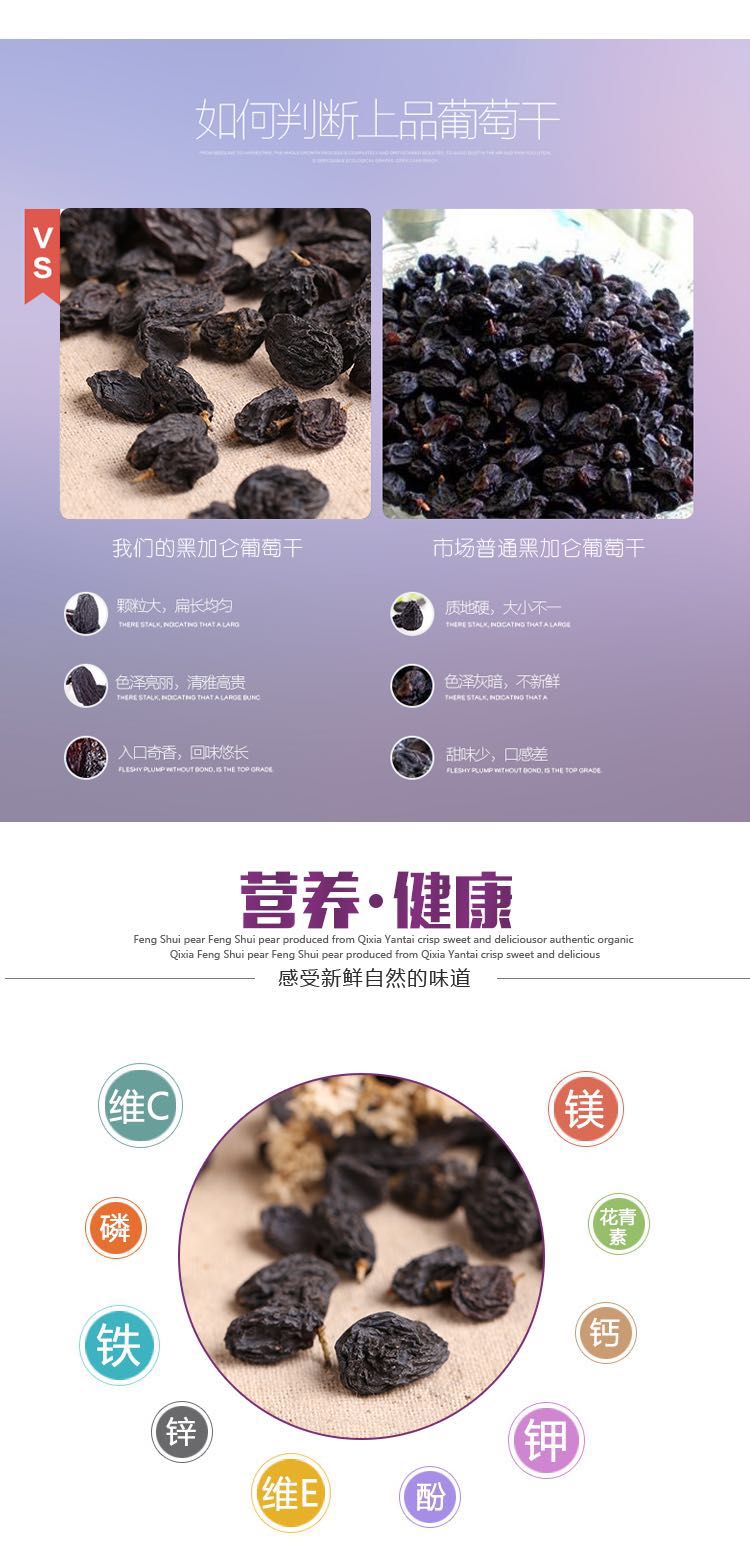 如何判断上品葡萄干
VS
我们的黑加仑葡萄干
市场普通黑加仑葡萄干
颗粒大，扁长均匀
THERE STALK, INDICATING THAT A LARG
质地硬，大小不一
THERE STALK, INDICATING THAT A LARGE
色泽亮丽，清雅高贵
THERE STALK, INDICATING THAT A LARGE BUNC
色泽灰暗，不新鲜
THERE STALK, INDICATING THAT A
入口奇香，回味悠长
FLESHY PLUMP WITHOUT BOND, IS THE TOP GRADE.
甜味少，口感差
FLESHY PLUMP WITHOUT BOND, IS THE TOP GRADE.
营养·健康
Feng Shui pear Feng Shui pear produced from Qixia Yantai crisp sweet and deliciousor authentic organic
Qixia Feng Shui pear Feng Shui pear produced from Qixia Yantai crisp sweet and delicious
感受新鲜自然的味道
维C
镁
磷
花青素
铁
钙
锌
钾
维E
酚